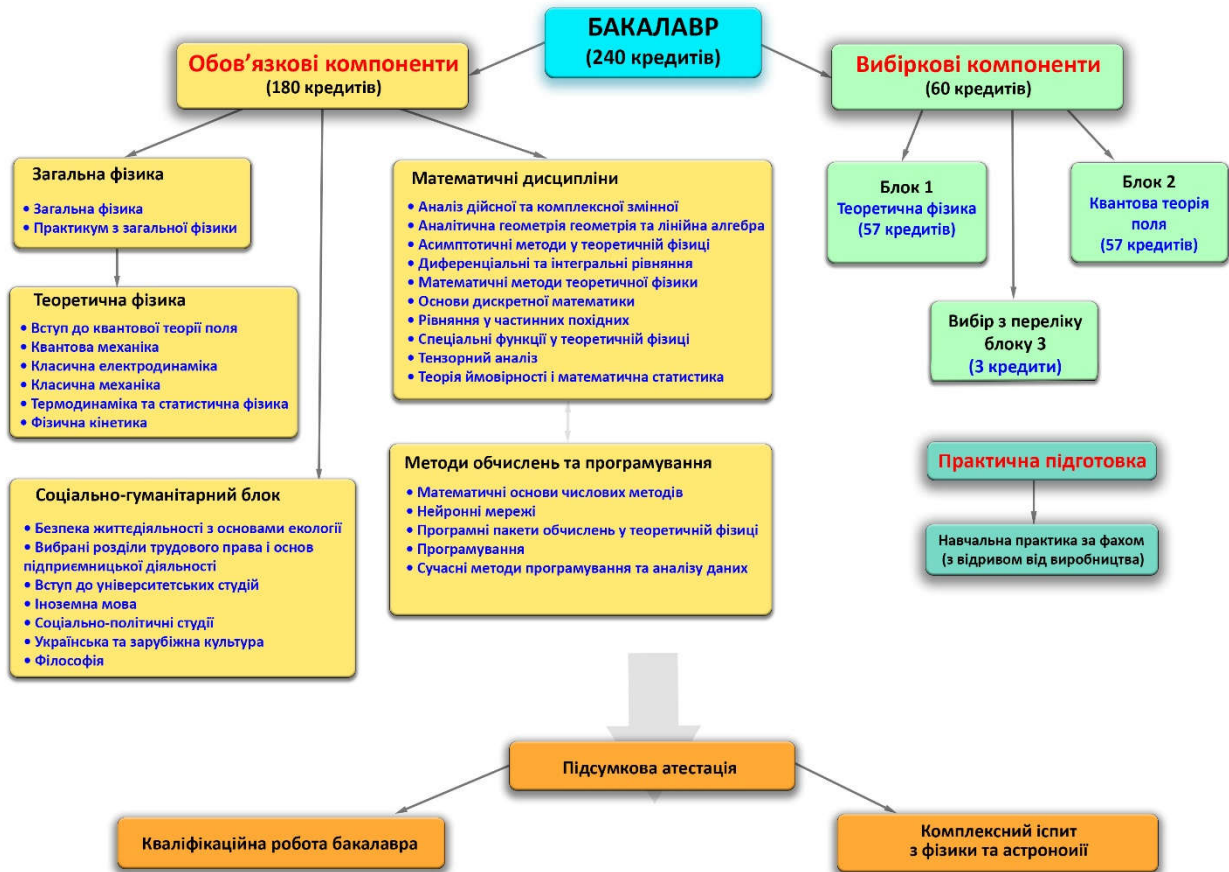 БАКАЛАВР
(240 кредитів)
Обов’язкові компоненти
(180 кредитів)
Вибіркові компоненти
(60 кредитів)
Загальна фізика
• Загальна фізика
• Практикум з загальної фізики
Теоретична фізика
• Вступ до квантової теорії поля
• Квантова механіка
• Класична електродинаміка
• Класична механіка
• Термодинаміка та статистична фізика
• Фізична кінетика
Соціально-гуманітарний блок
• Безпека життєдіяльності з основами екології
• Вибрані розділи трудового права і основ
підприємницької діяльності
• Вступ до університетських студій
• Іноземна мова
• Соціально-політичні студії
• Українська та зарубіжна культура
• Філософія
Математичні дисципліни
• Аналіз дійсної та комплексної змінної
• Аналітична геометрія геометрія та лінійна алгебра
• Асимптотичні методи у теоретичній фізиці
• Диференціальні та інтегральні рівняння
• Математичні методи теоретичної фізики
• Основи дискретної математики
• Рівняння у частинних похідних
• Спеціальні функції у теоретичній фізиці
• Тензорний аналіз
• Теорія ймовірності і математична статистика
Методи обчислень та програмування
• Математичні основи числових методів
• Нейронні мережі
• Програмні пакети обчислень у теоретичній фізиці
• Програмування
• Сучасні методи програмування та аналізу даних
Блок 1
Теоретична фізика
(57 кредитів)
Блок 2
Квантова теорія
поля
(57 кредитів)
Вибір з переліку
блоку 3
(3 кредити)
Практична підготовка
Навчальна практика за фахом
(з відривом від виробництва)
Підсумкова атестація
Кваліфікаційна робота бакалавра
Комплексний іспит
з фізики та астроноиії